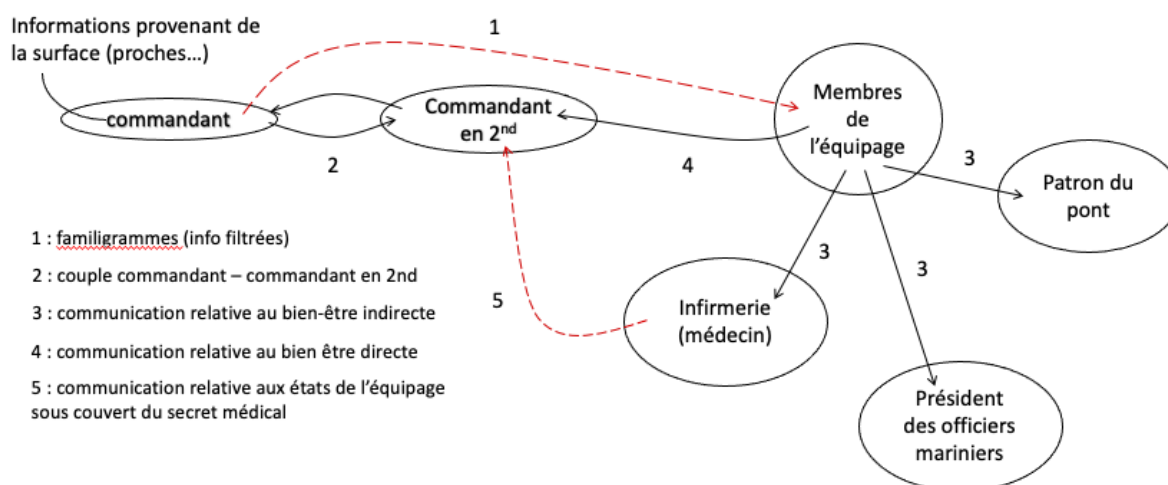 Informations provenant de
la surface (proches…)
1
commandant
Commandant
en 2nd
2
4
Membres
de
l’équipage
3
Patron du
pont
3
3
5
Infirmerie
(médecin)
Président
des officiers
mariniers
1 : familigrammes (info filtrées)
2 : couple commandant – commandant en 2nd
3 : communication relative au bien-être indirecte
4 : communication relative au bien être directe
5 : communication relative aux états de l’équipage
sous couvert du secret médical